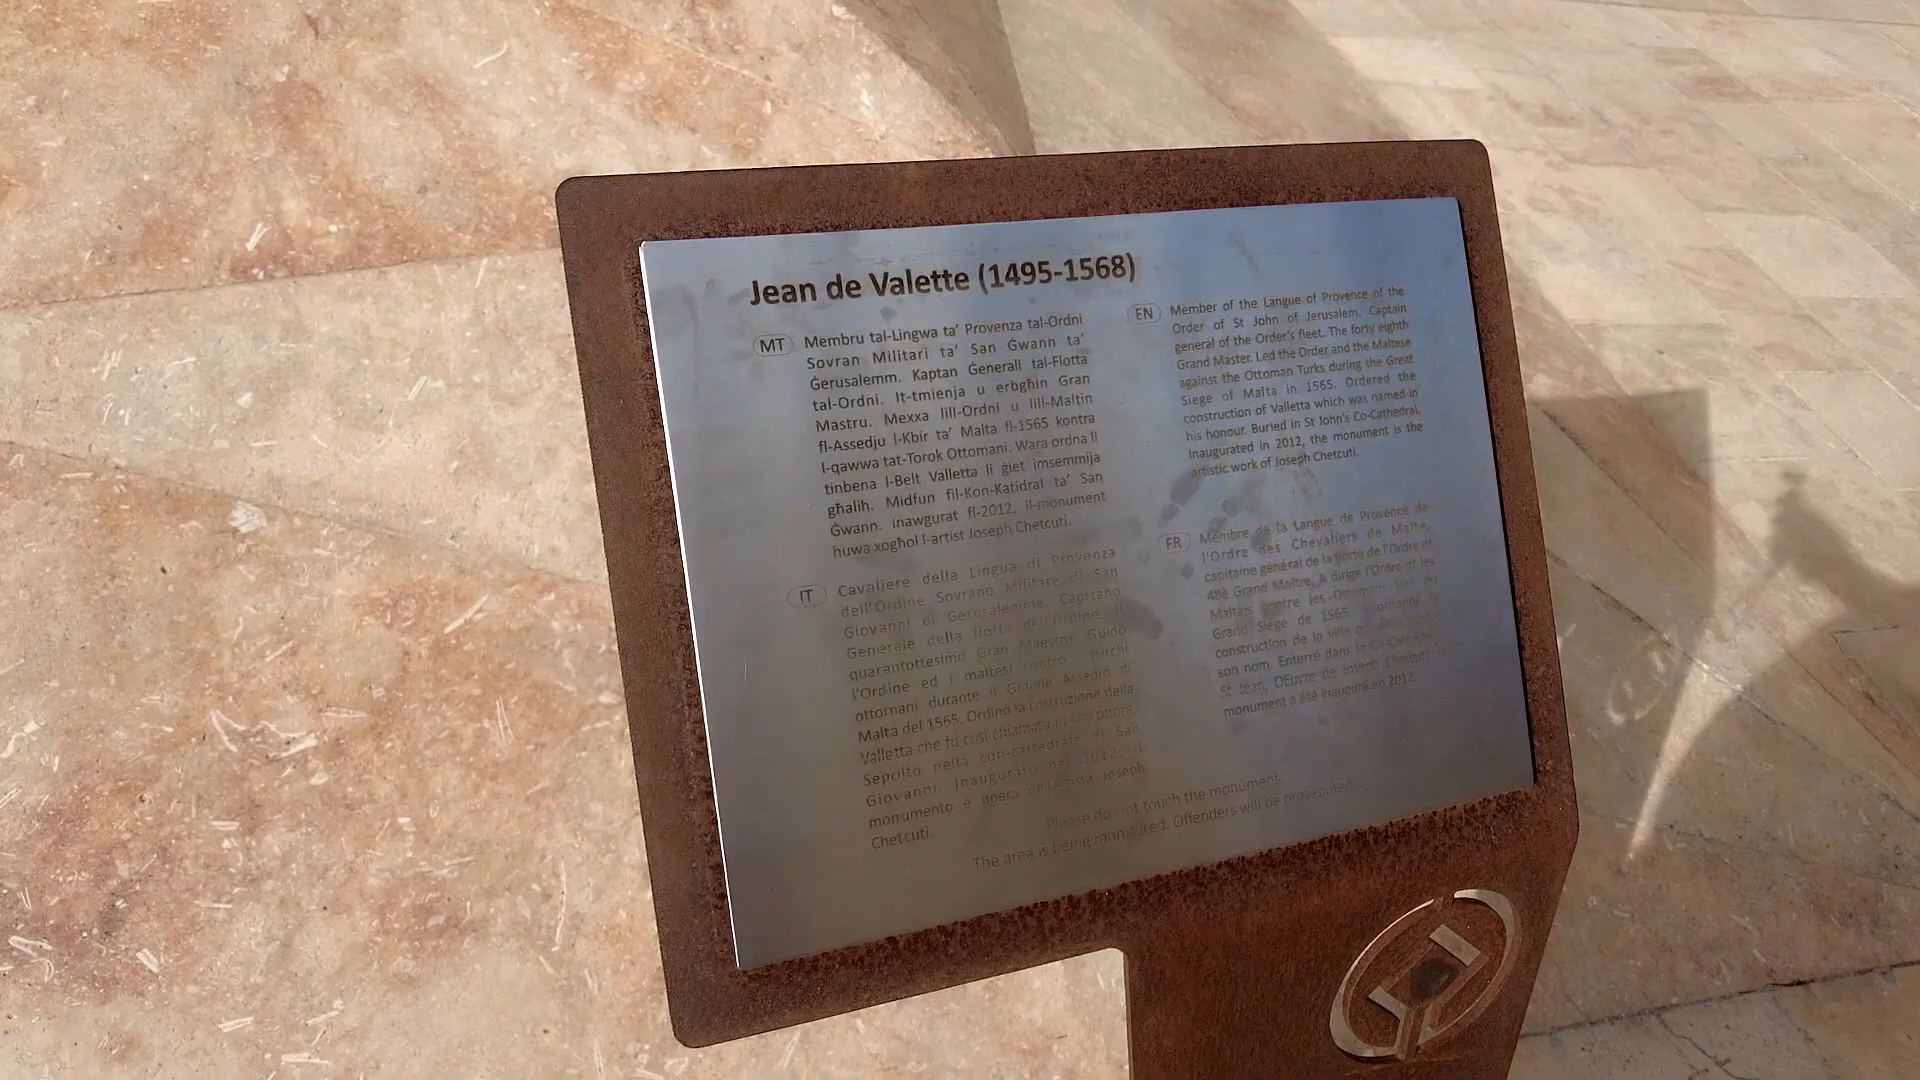 Jean de Valette (1495-1568)
MT
Membru tal-Lingwa ta' Provenza tal-Ordni
Sovran Militari ta' San Ġwann ta'
Ġerusalemm. Kaptan Ġenerali tal-Flotta
tal-Ordni. It-tmienja u erbgħin Gran
Mastru. Mexxa lill-Ordni u lill-Maltin
fl-Assedju l-Kbir ta' Malta fl-1565 kontra
l-qawwa tat-Torok Ottomani. Wara ordna li
tinbena l-Belt Valletta li ġiet imsemmija
għalih. Midfun fil-Kon-Katidral ta' San
Ġwann. Inawgurat fl-2012, il-monument
huwa xogħol l-artist Joseph Chetcuti.
IT
Cavaliere della Lingua di Provenza
dell'Ordine Sovrano Militare di San
Giovanni di Gerusalemme. Capitano
Generale della flotta dell'Ordine. Il
quarantottesimo Gran Maestro. Guidò
l'Ordine ed i maltesi contro i turchi
ottomani durante il Grande Assedio di
Malta del 1565. Ordinò la costruzione della
Valletta che fu così chiamata in suo onore.
Sepolto nella con-cattedrale di San
Giovanni. Inaugurato nel 2012, il
monumento è opera dell'artista Joseph
Chetcuti.
EN
Member of the Langue of Provence of the
Order of St John of Jerusalem. Captain
general of the Order's fleet. The forty eighth
Grand Master. Led the Order and the Maltese
against the Ottoman Turks during the Great
Siege of Malta in 1565. Ordered the
construction of Valletta which was named in
his honour. Buried in St John's Co-Cathedral.
Inaugurated in 2012, the monument is the
artistic work of Joseph Chetcuti.
FR
Membre de la Langue de Provence de
l'Ordre des Chevaliers de Malte,
capitaine général de la flotte de l'Ordre et
48è Grand Maître. A dirigé l'Ordre et les
Maltais contre les Ottomans lors du
Grand Siège de 1565. ordonné la
construction de la ville qui
son nom. Enterré dans la Co-Cathédrale
St Jean. OEuvre de Joseph Chetcuti, le
monument a été inauguré en 2012.
Please do not touch the monument.
The area is being monitored. Offenders will be prosecuted.